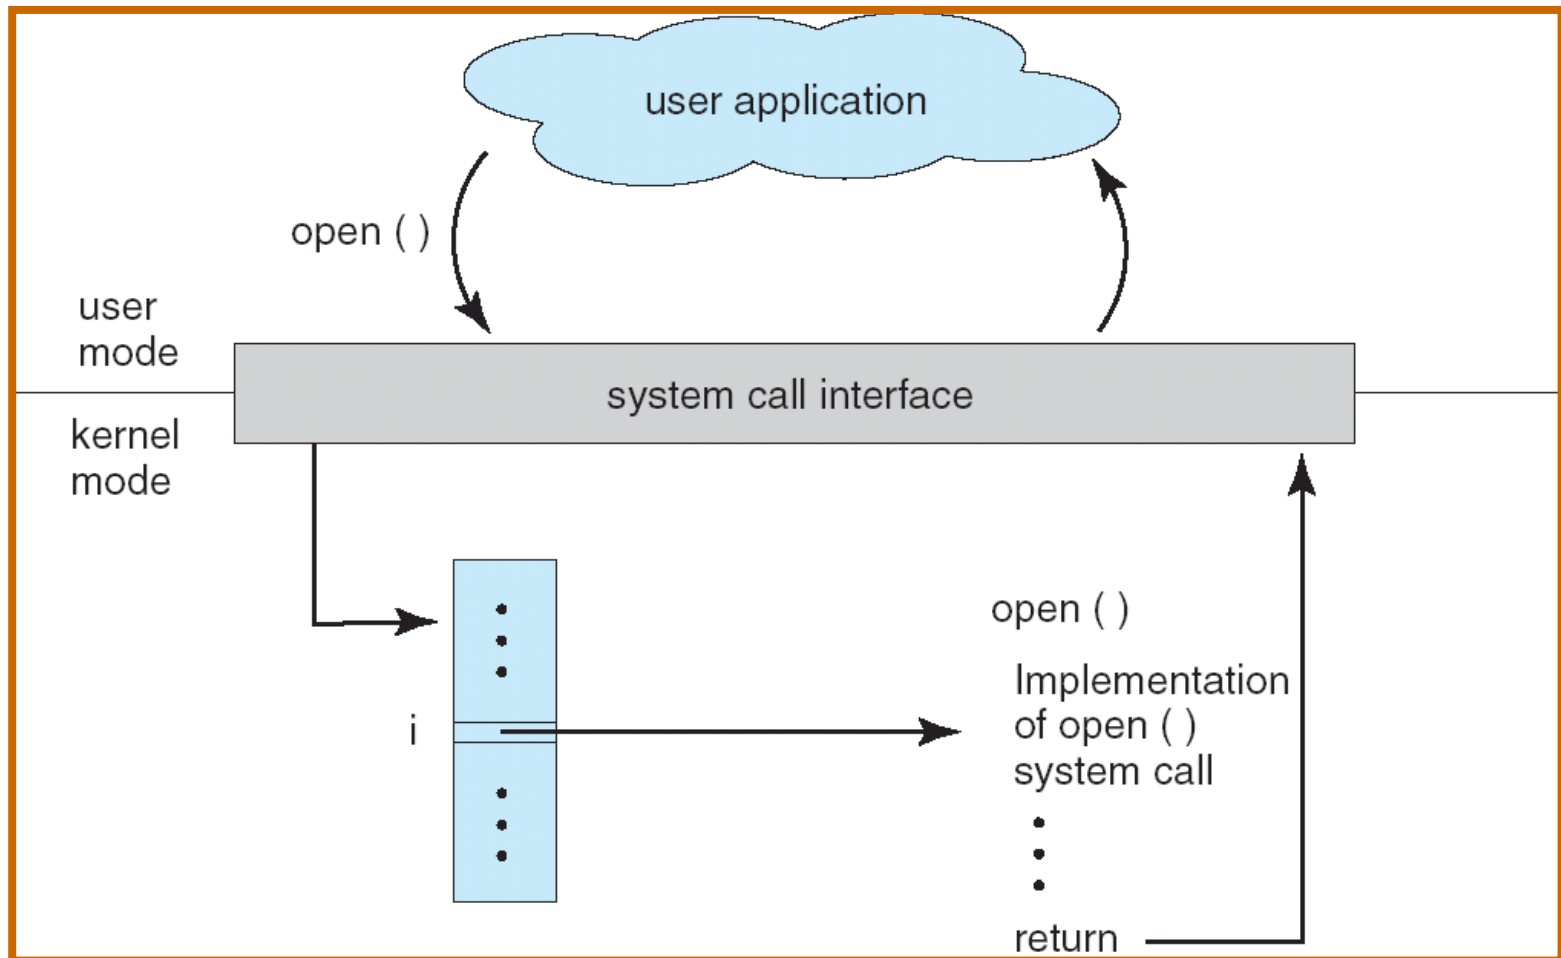 user application
open ( )
user
mode
system call interface
kernel
mode
open ( )
Implementation
of open ( )
system call
i
return